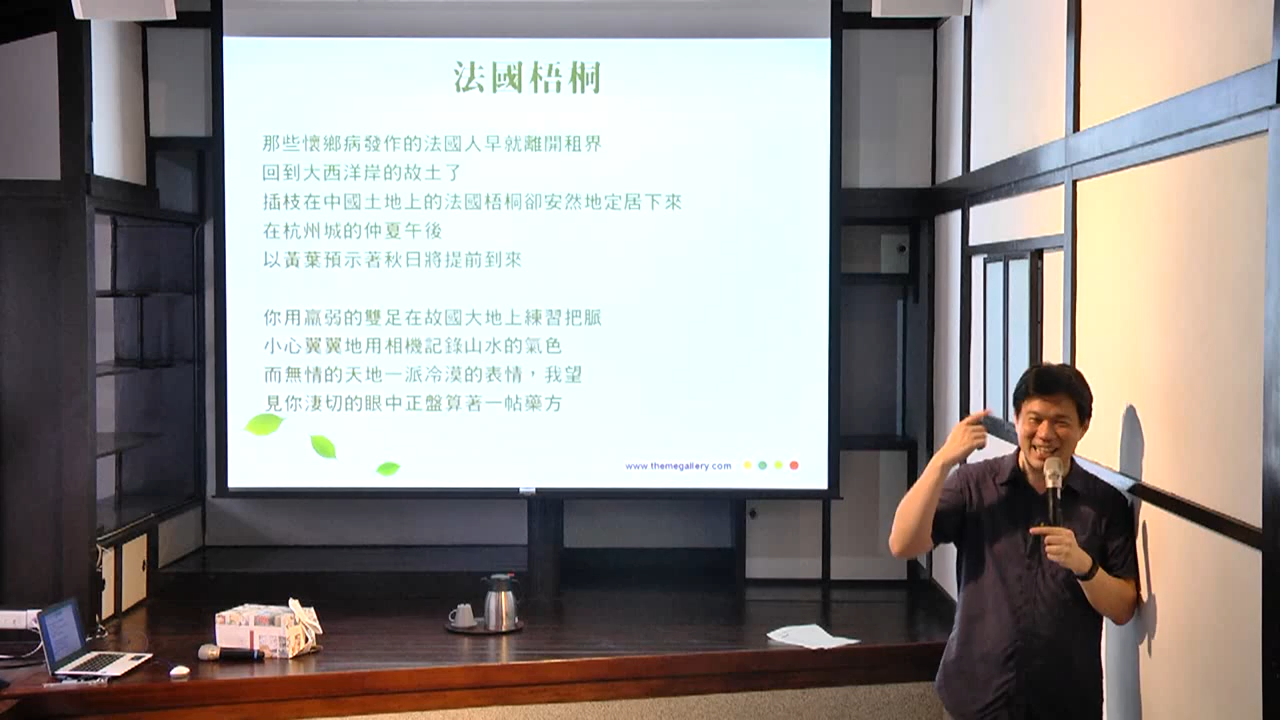 法國梧桐
那些懷鄉病發作的法國人早就離開租界
回到大西洋岸的故土了
插枝在中國土地上的法國梧桐卻安然地定居下來
在杭州城的仲夏午後
以黃葉預示著秋日將提前到來
你用羸弱的雙足在故國大地上練習把脈
小心翼翼地用相機記錄山水的氣色
而無情的天地一派冷漠的表情，我望
見你淒切的眼中正盤算著一帖藥方
www.themegallery.com